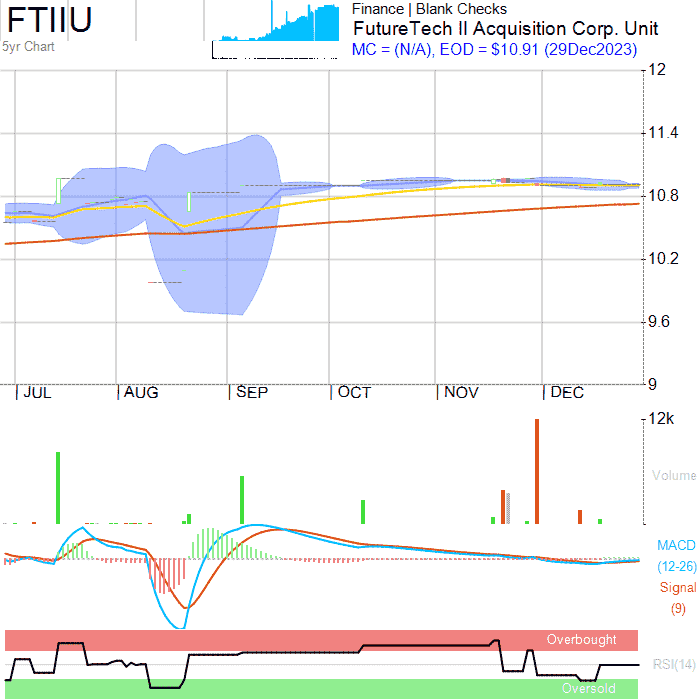 FTIIU
5yr Chart
Finance | Blank Checks
FutureTech II Acquisition Corp. Unit
MC = (N/A), EOD = $10.91 (29Dec2023)
12
11.4
10.8
10.2
9.6
9
JUL AUG SEP OCT NOV DEC
12k
Volume
MACD
(12-26)
Signal
(9)
Overbought
RSI(14)
Oversold